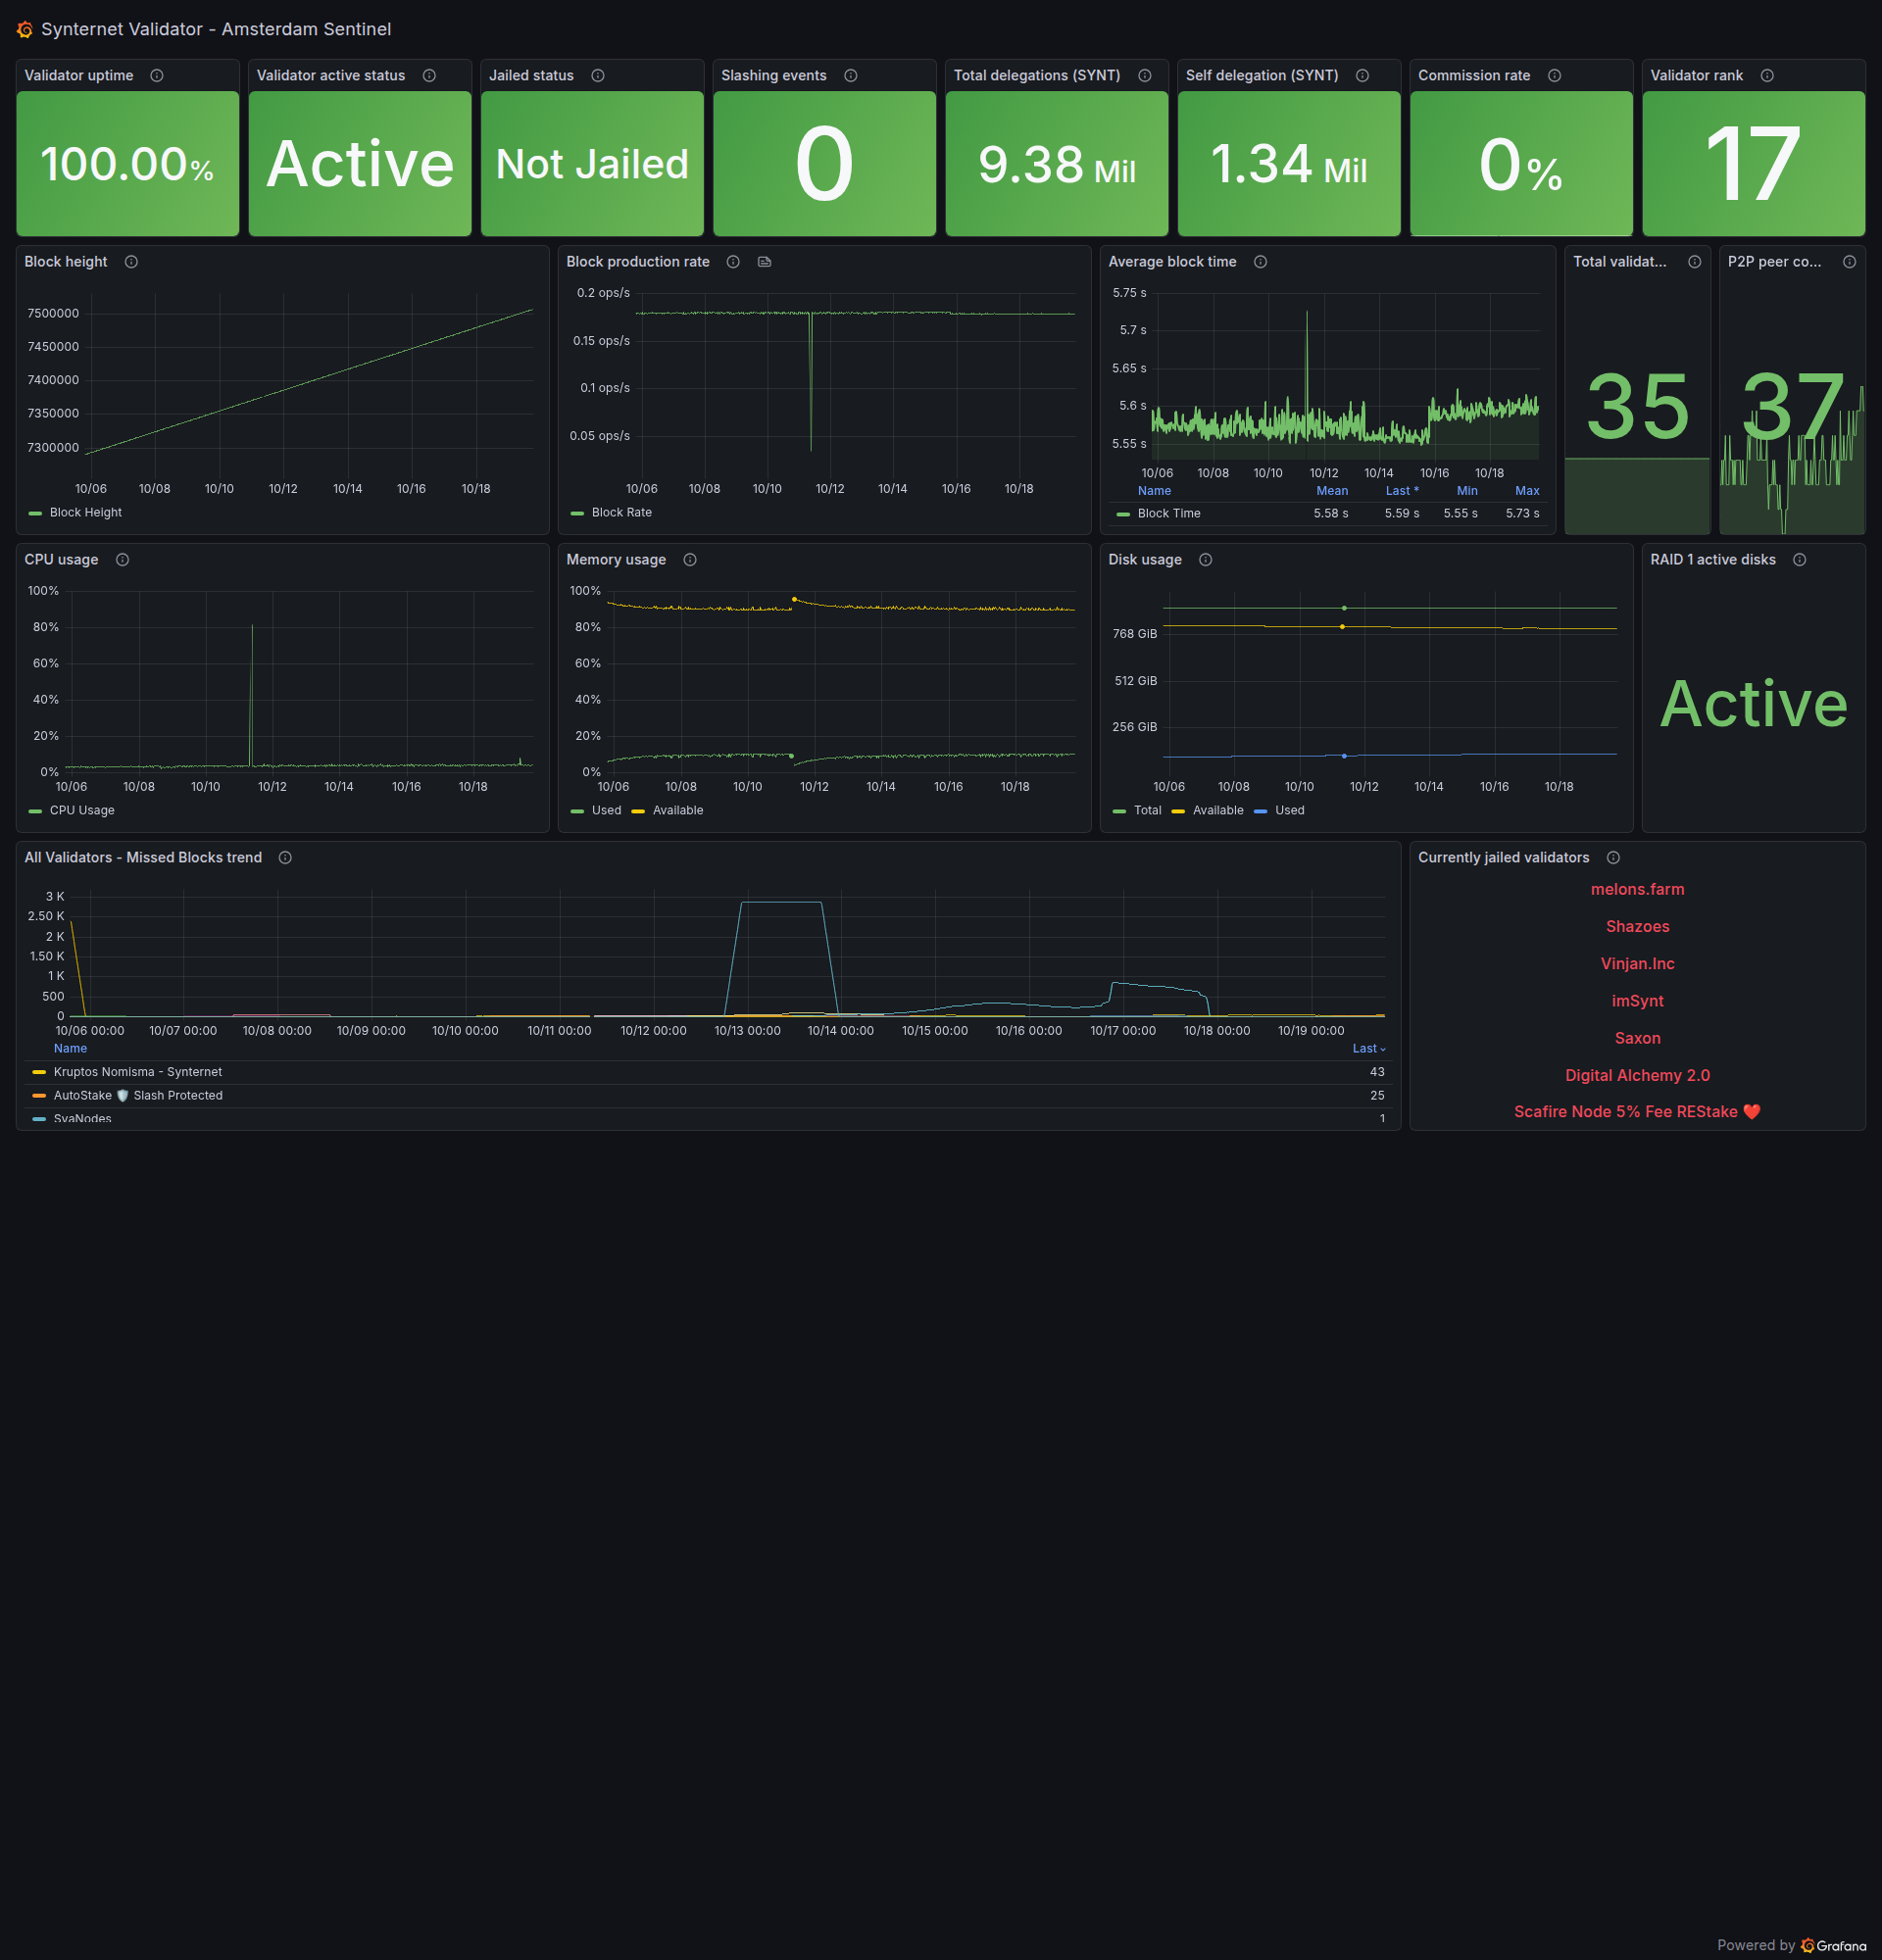 Synternet Validator - Amsterdam Sentinel
Validator uptime
100.00%
Validator active status
Active
Jailed status
Not Jailed
Slashing events
0
Total delegations (SYNT)
9.38 Mil
Self delegation (SYNT)
1.34 Mil
Commission rate
0%
Validator rank
17
Block height
7500000
7450000
7400000
7350000
7300000
10/06 10/08 10/10 10/12 10/14 10/16 10/18
Block Height
Block production rate
0.2 ops/s
0.15 ops/s
0.1 ops/s
0.05 ops/s
10/06 10/08 10/10 10/12 10/14 10/16 10/18
Block Rate
Average block time
5.75 s
5.7 s
5.65 s
5.6 s
5.55 s
10/06 10/08 10/10 10/12 10/14 10/16 10/18
Name Mean Last * Min Max
Block Time 5.58 s 5.59 s 5.55 s 5.73 s
Total validat...
35
P2P peer co...
37
CPU usage
100%
80%
60%
40%
20%
0%
10/06 10/08 10/10 10/12 10/14 10/16 10/18
CPU Usage
Memory usage
100%
80%
60%
40%
20%
0%
10/06 10/08 10/10 10/12 10/14 10/16 10/18
Used Available
Disk usage
768 GiB
512 GiB
256 GiB
10/06 10/08 10/10 10/12 10/14 10/16 10/18
Total Available Used
RAID 1 active disks
Active
All Validators - Missed Blocks trend
3 K
2.50 K
2 K
1.50 K
1 K
500
0
10/06 00:00 10/07 00:00 10/08 00:00 10/09 00:00 10/10 00:00 10/11 00:00 10/12 00:00 10/13 00:00 10/14 00:00 10/15 00:00 10/16 00:00 10/17 00:00 10/18 00:00 10/19 00:00
Name Last
Kruptos Nomisma - Synternet 43
AutoStake 🛡️ Slash Protected 25
SyaNodes 1
Currently jailed validators
melons.farm
Shazoes
Vinjan.Inc
imSynt
Saxon
Digital Alchemy 2.0
Scafire Node 5% Fee REStake ❤️
Powered by Grafana